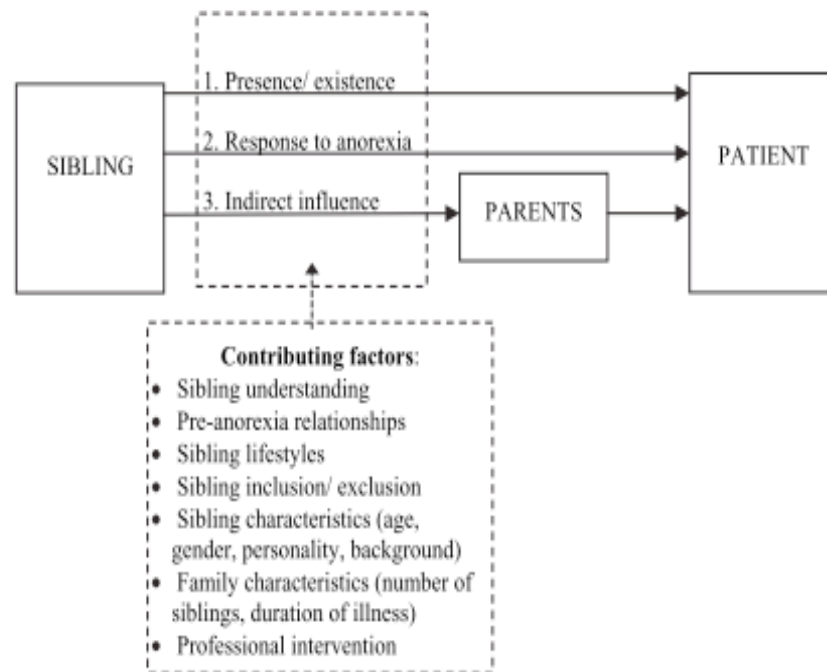 1. Presence/ existence
2. Response to anorexia
SIBLING
PATIENT
3. Indirect influence
PARENTS
Contributing factors:
• Sibling understanding
• Pre-anorexia relationships
• Sibling lifestyles
• Sibling inclusion/ exclusion
• Sibling characteristics (age,
gender, personality, background)
• Family characteristics (number of
siblings, duration of illness)
• Professional intervention